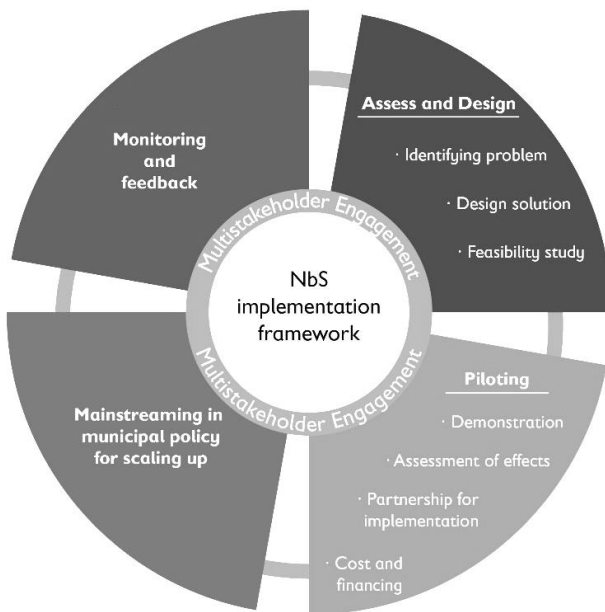 Monitoring
and
feedback
Assess and Design
· Identifying problem
· Design solution
· Feasibility study
Multistakeholder Engagement
NbS
implementation
framework
Multistakeholder Engagement
Mainstreaming in
municipal policy
for scaling up
Piloting
· Demonstration
· Assessment of effects
· Partnership for
implementation
· Cost and
financing